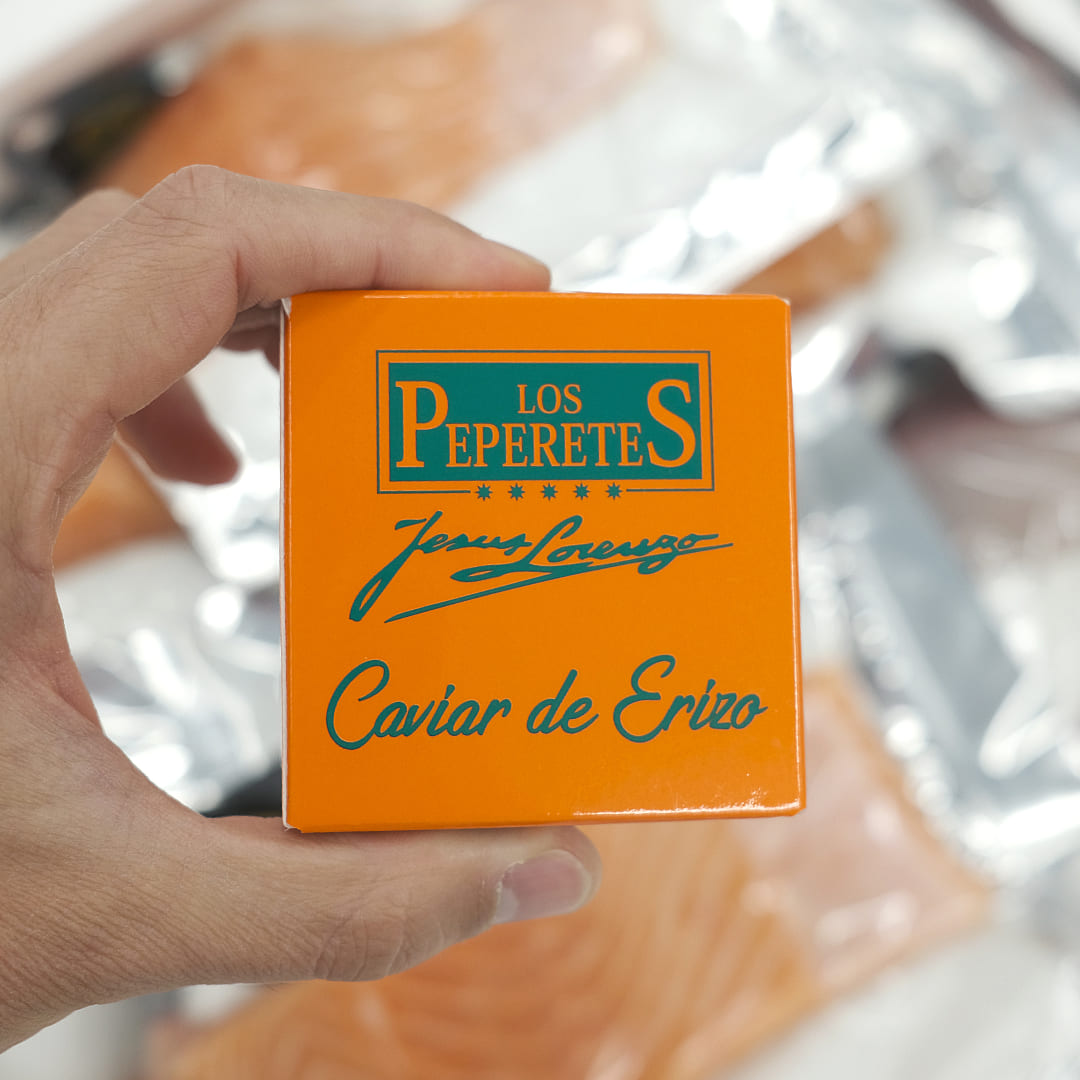 LOS
PEPERETES
Jesus Lorenzo
Caviar de Erizo